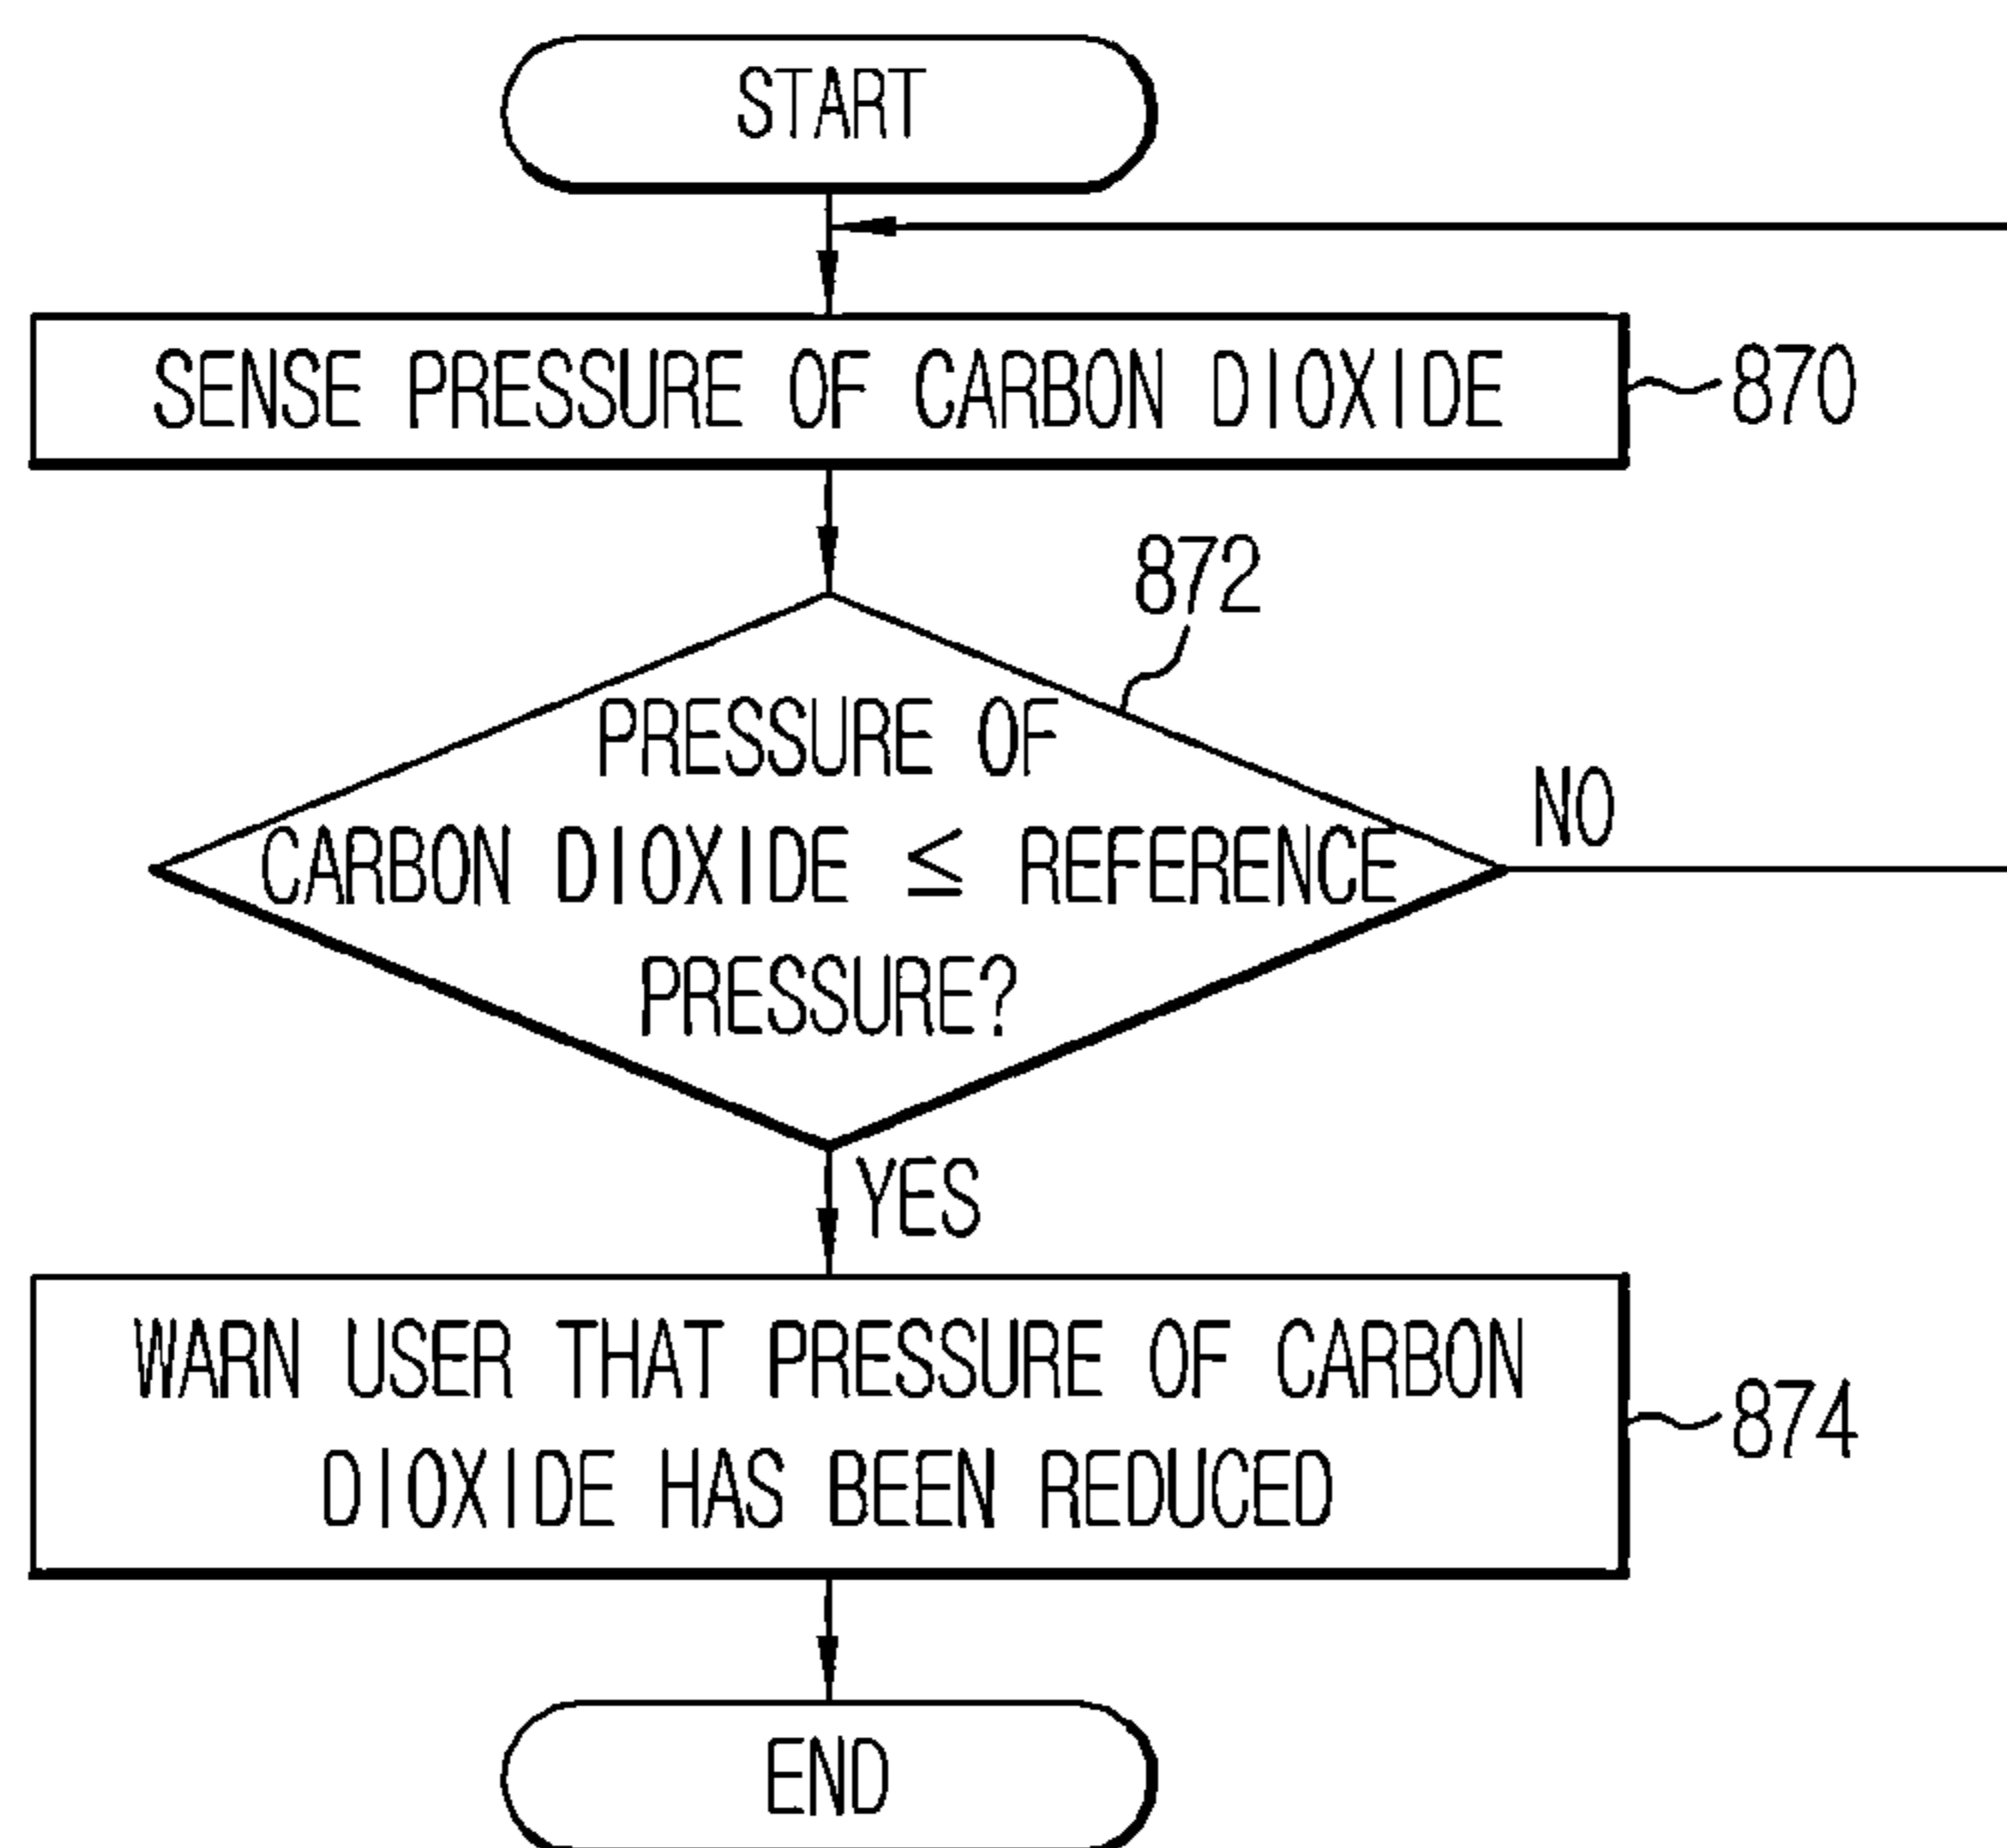 START
SENSE PRESSURE OF CARBON DIOXIDE
870
872
PRESSURE OF
CARBON DIOXIDE ≤ REFERENCE
PRESSURE?
NO
YES
WARN USER THAT PRESSURE OF CARBON
DIOXIDE HAS BEEN REDUCED
874
END